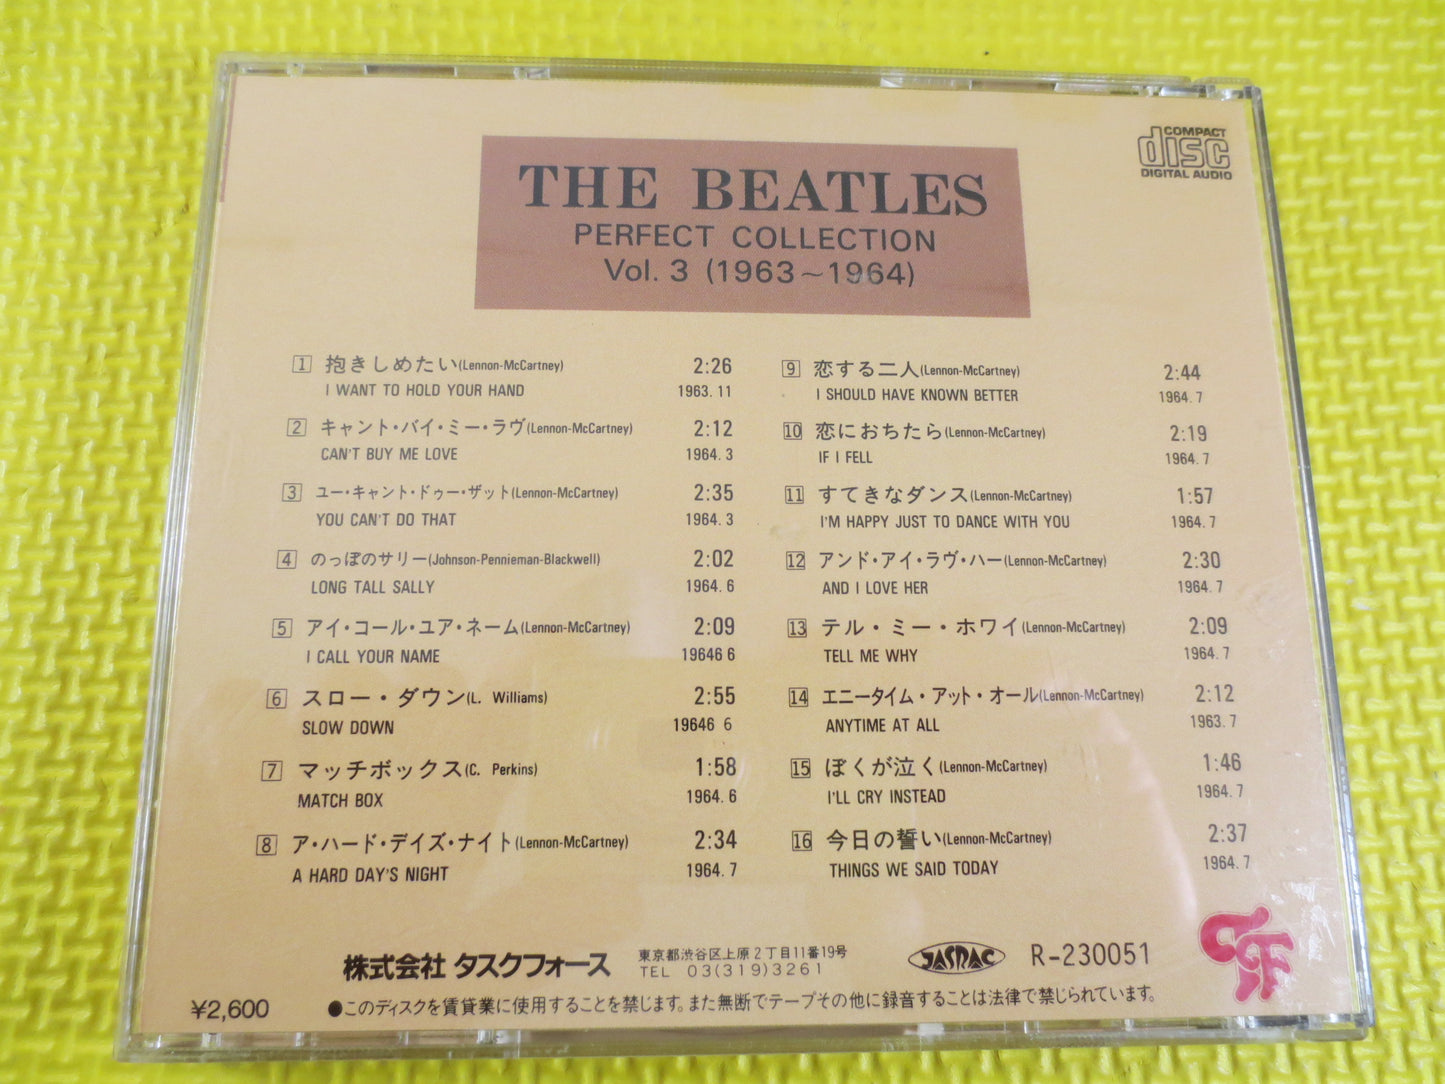 COMPACT
disc
DIGITAL AUDIO
THE BEATLES
PERFECT COLLECTION
Vol. 3 (1963～1964)
1 抱きしめたい(Lennon-McCartney) 2:26
I WANT TO HOLD YOUR HAND 1963. 11
2 キャント・バイ・ミー・ラヴ(Lennon-McCartney) 2:12
CAN'T BUY ME LOVE 1964. 3
3 ユー・キャント・ドゥー・ザット(Lennon-McCartney) 2:35
YOU CAN'T DO THAT 1964. 3
4 のっぽのサリー(Johnson-Pennieman-Blackwell) 2:02
LONG TALL SALLY 1964. 6
5 アイ・コール・ユア・ネーム(Lennon-McCartney) 2:09
I CALL YOUR NAME 19646 6
6 スロー・ダウン(L. Williams) 2:55
SLOW DOWN 19646 6
7 マッチボックス(C. Perkins) 1:58
MATCH BOX 1964. 6
8 ア・ハード・デイズ・ナイト(Lennon-McCartney) 2:34
A HARD DAY'S NIGHT 1964. 7
9 恋する二人(Lennon-McCartney) 2:44
I SHOULD HAVE KNOWN BETTER 1964. 7
10 恋におちたら(Lennon-McCartney) 2:19
IF I FELL 1964. 7
11 すてきなダンス(Lennon-McCartney) 1:57
I'M HAPPY JUST TO DANCE WITH YOU 1964. 7
12 アンド・アイ・ラヴ・ハー(Lennon-McCartney) 2:30
AND I LOVE HER 1964. 7
13 テル・ミー・ホワイ(Lennon-McCartney) 2:09
TELL ME WHY 1964. 7
14 エニータイム・アット・オール(Lennon-McCartney) 2:12
ANYTIME AT ALL 1963. 7
15 ぼくが泣く(Lennon-McCartney) 1:46
I'LL CRY INSTEAD 1964. 7
16 今日の誓い(Lennon-McCartney) 2:37
THINGS WE SAID TODAY 1964. 7
株式会社 タスクフォース
東京都渋谷区上原2丁目11番19号
TEL 03(319)3261
JASRAC
R-230051
¥2,600
●このディスクを賃貸業に使用することを禁じます。また無断でテープその他に録音することは法律で禁じられています。